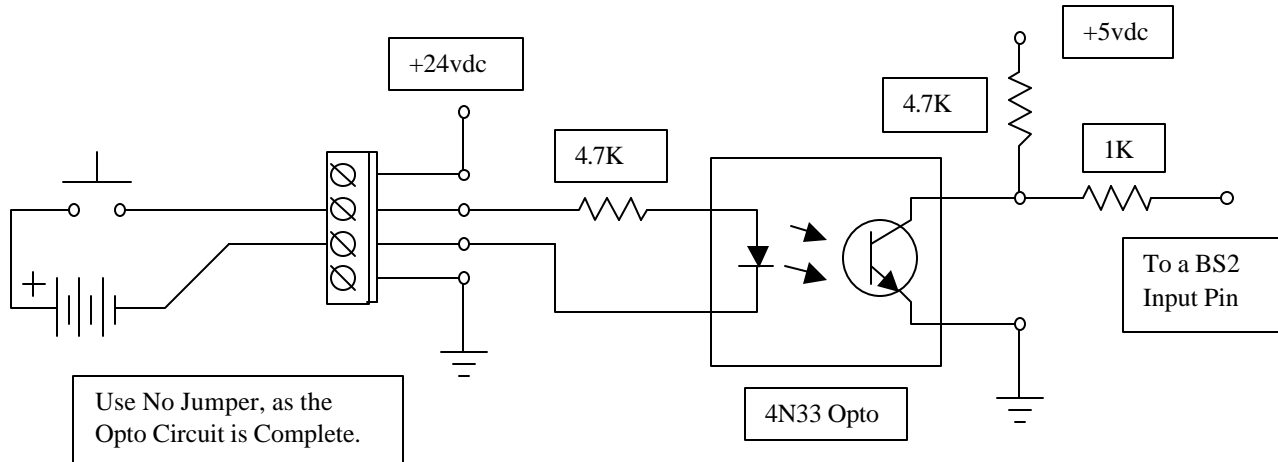 +5vdc
+24vdc
4.7K
4.7K
1K
+
To a BS2
Input Pin
Use No Jumper, as the
Opto Circuit is Complete.
4N33 Opto